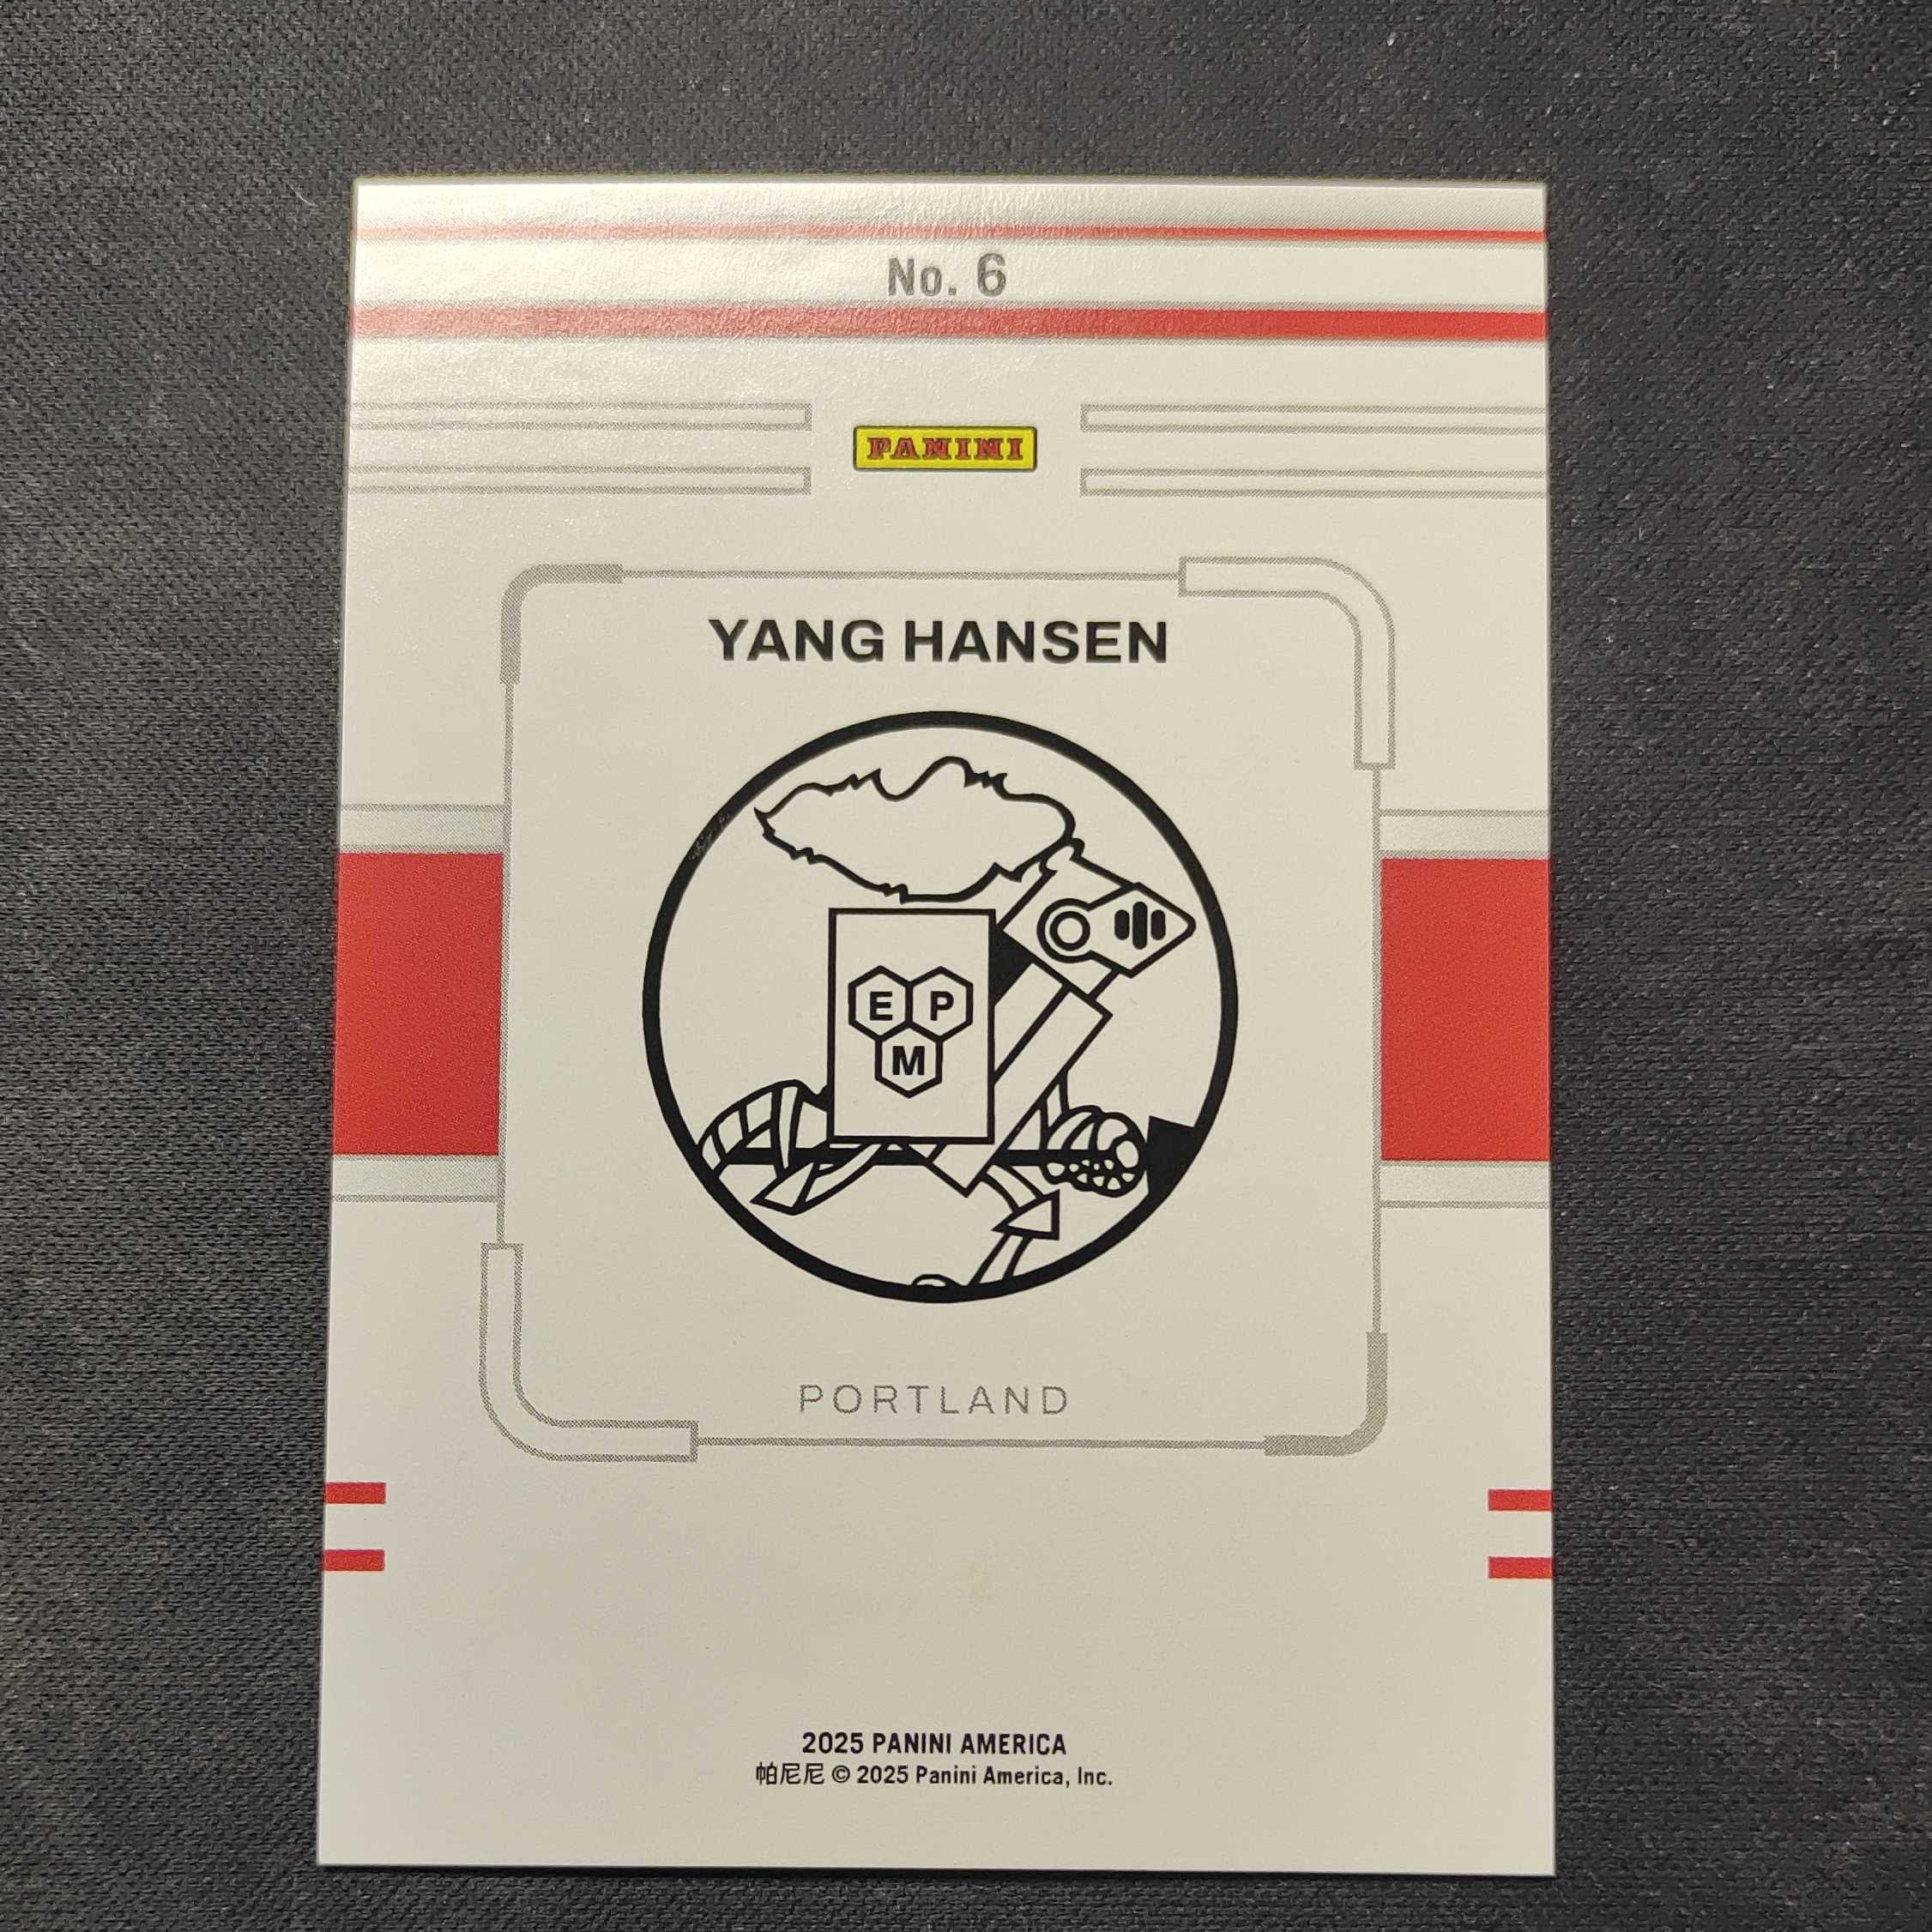 No. 6
PANINI
YANG HANSEN
E P
M
PORTLAND
2025 PANINI AMERICA
帕尼尼 © 2025 Panini America, Inc.